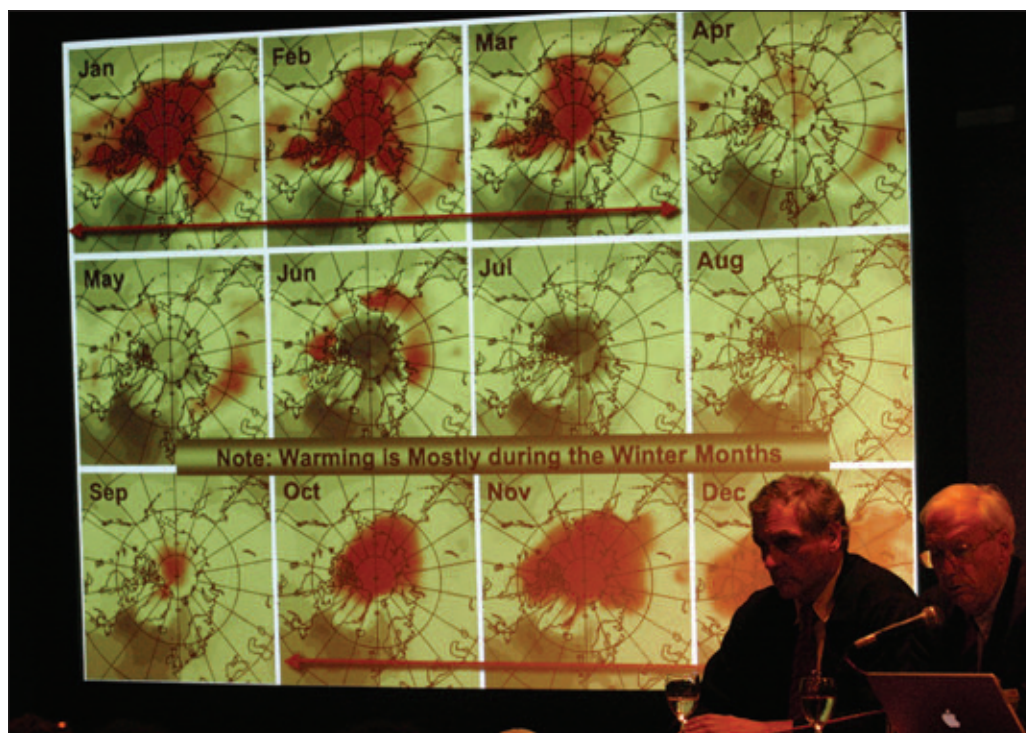 Jan
Feb
Mar
Apr
May
Jun
Jul
Aug
Note: Warming is Mostly during the Winter Months
Sep
Oct
Nov
Dec